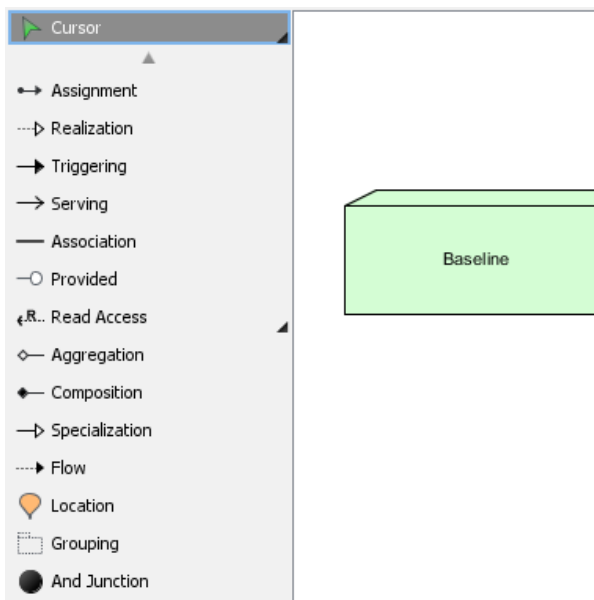 Cursor
Assignment
Realization
Triggering
Serving
Association
Provided
R.. Read Access
Aggregation
Composition
Specialization
Flow
Location
Grouping
And Junction
Baseline